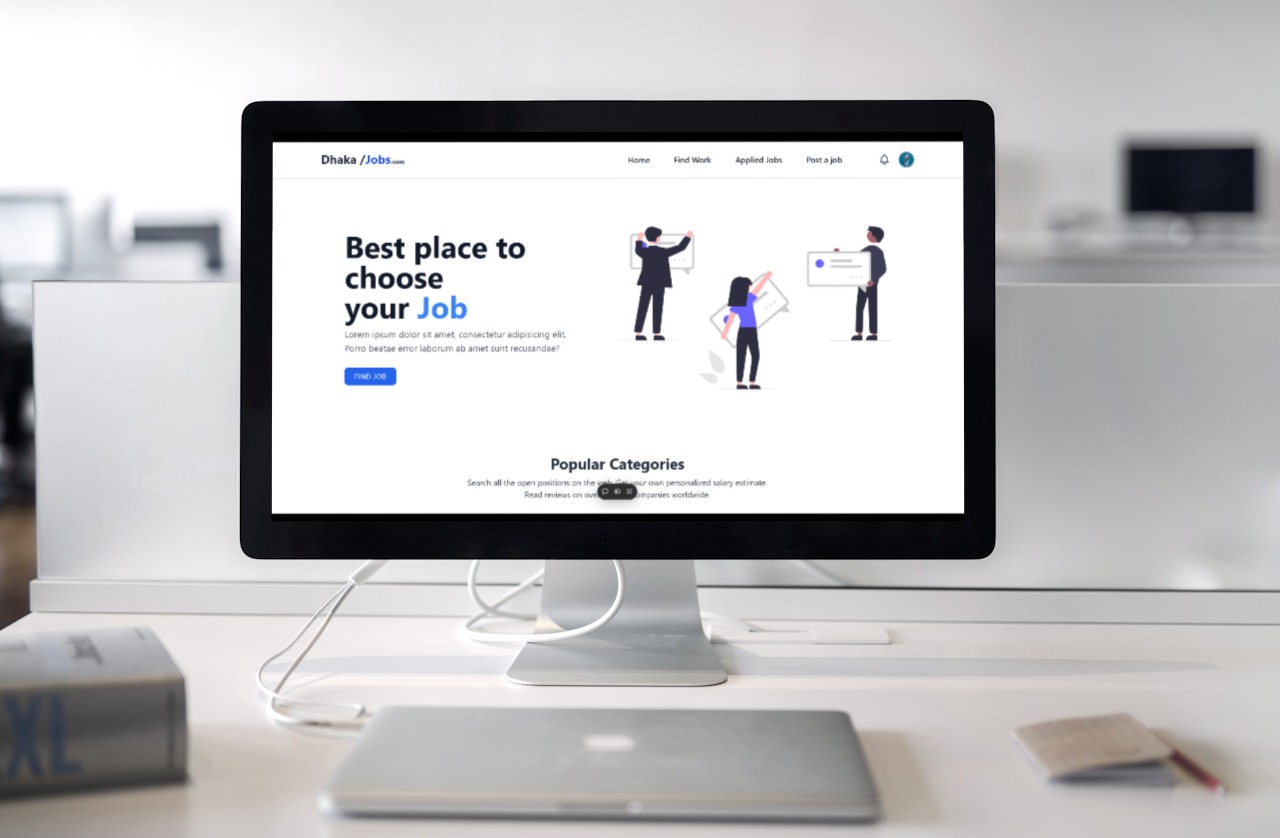 Dhaka /Jobs.com
Home Find Work Applied Jobs Post a job
Best place to
choose
your Job
Lorem ipsum dolor sit amet, consectetur adipisicing elit.
Porro beatae error laborum ab amet sunt recusandae?
FIND JOB
Popular Categories
Search all the open positions on the web. Get your own personalized salary estimate.
Read reviews on over companies worldwide.
XL